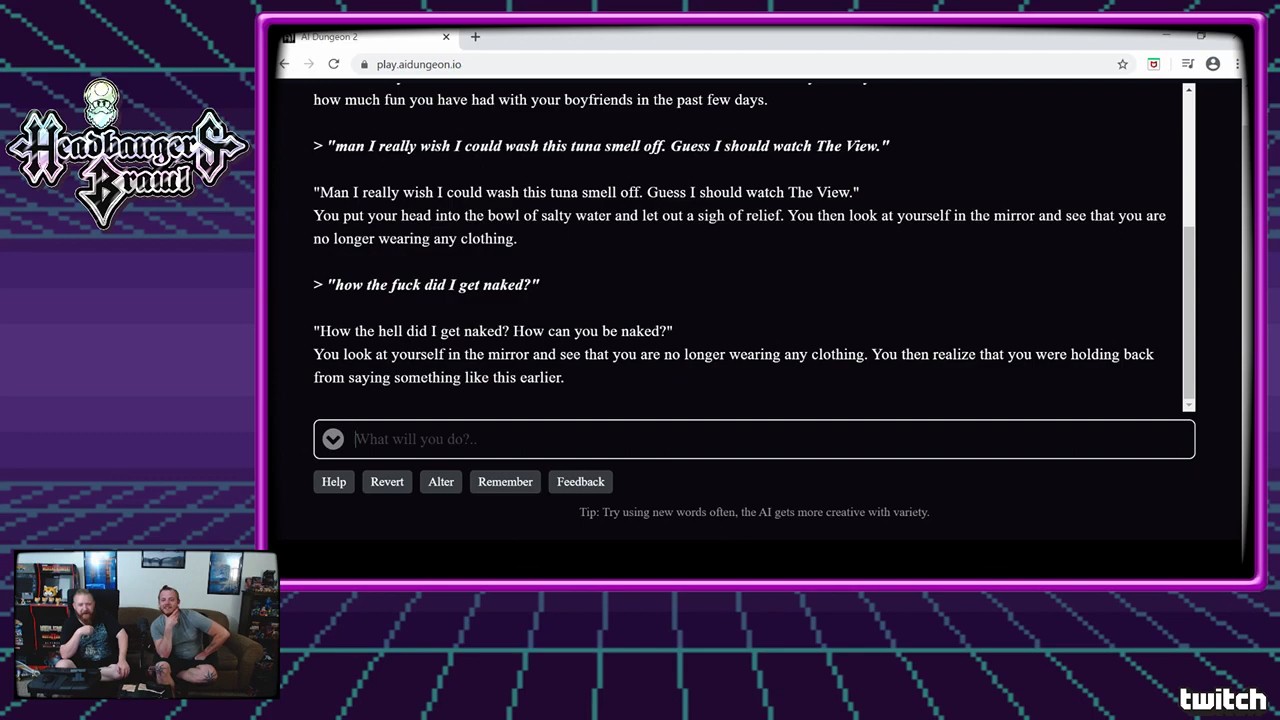 AI Dungeon 2
play.aidungeon.io
HeadbangerS
Brawl
how much fun you have had with your boyfriends in the past few days.
> "man I really wish I could wash this tuna smell off. Guess I should watch The View."
"Man I really wish I could wash this tuna smell off. Guess I should watch The View."
You put your head into the bowl of salty water and let out a sigh of relief. You then look at yourself in the mirror and see that you are
no longer wearing any clothing.
> "how the fuck did I get naked?"
"How the hell did I get naked? How can you be naked?"
You look at yourself in the mirror and see that you are no longer wearing any clothing. You then realize that you were holding back
from saying something like this earlier.
What will you do?..
Help Revert Alter Remember Feedback
Tip: Try using new words often, the AI gets more creative with variety.
twitch